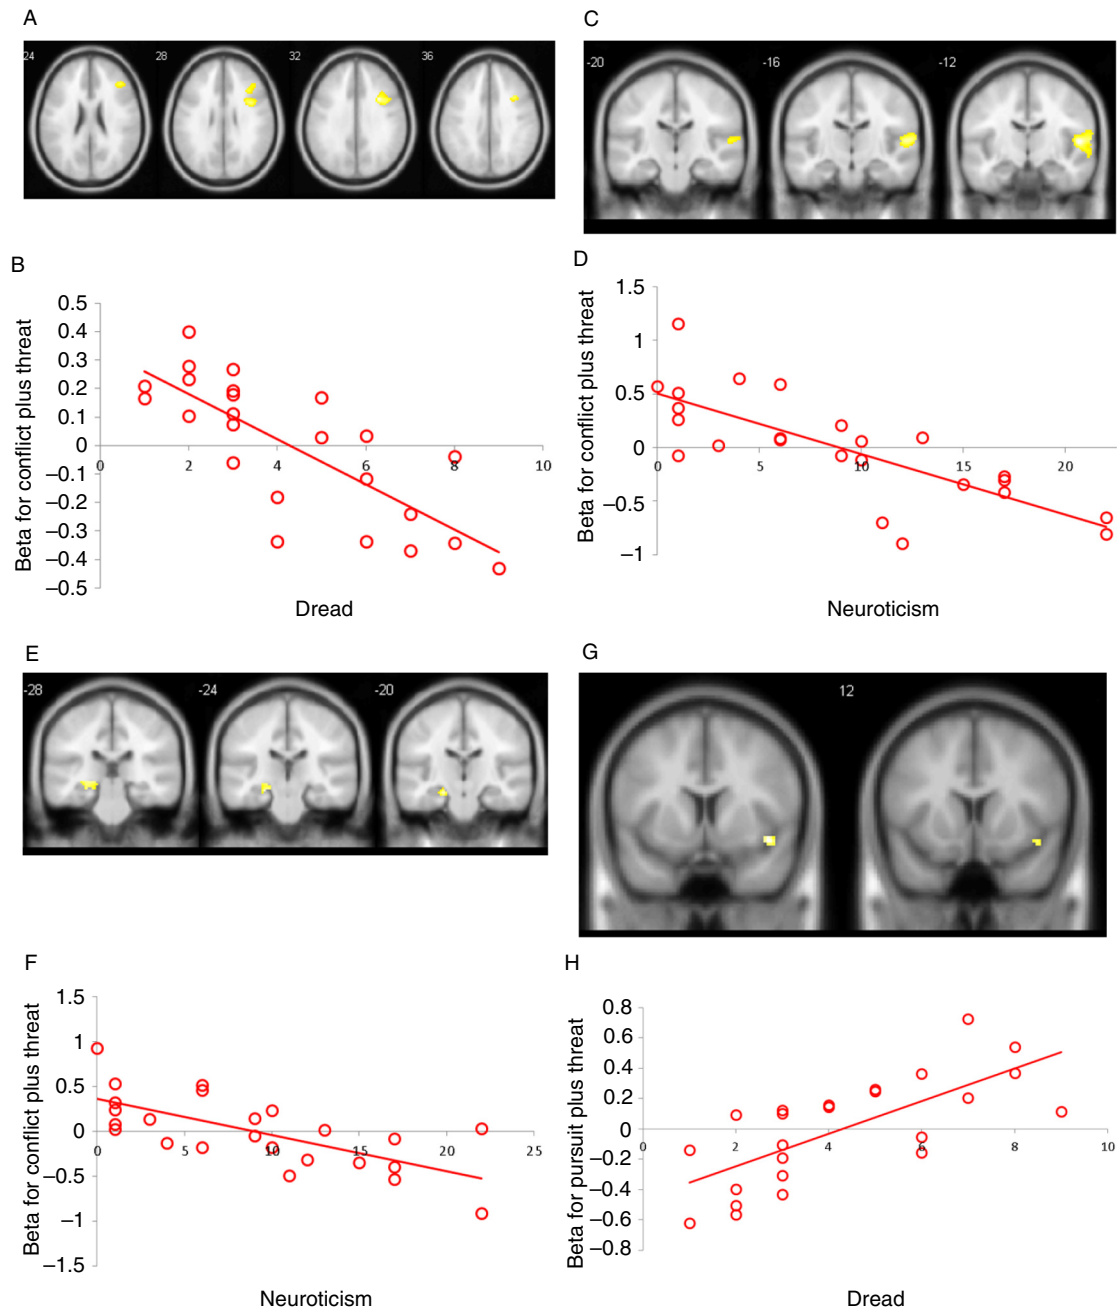 A
24 28 32 36
C
-20 -16 -12
B
Beta for conflict plus threat
0.5
0.4
0.3
0.2
0.1
0
–0.1
–0.2
–0.3
–0.4
–0.5
0 2 4 6 8 10
Dread
D
Beta for conflict plus threat
1.5
1
0.5
0
–0.5
–1
0 5 10 15 20
Neuroticism
E
-28 -24 -20
G
12
F
Beta for conflict plus threat
1.5
1
0.5
0
–0.5
–1
–1.5
0 5 10 15 20 25
Neuroticism
H
Beta for pursuit plus threat
0.8
0.6
0.4
0.2
0
–0.2
–0.4
–0.6
–0.8
0 2 4 6 8 10
Dread